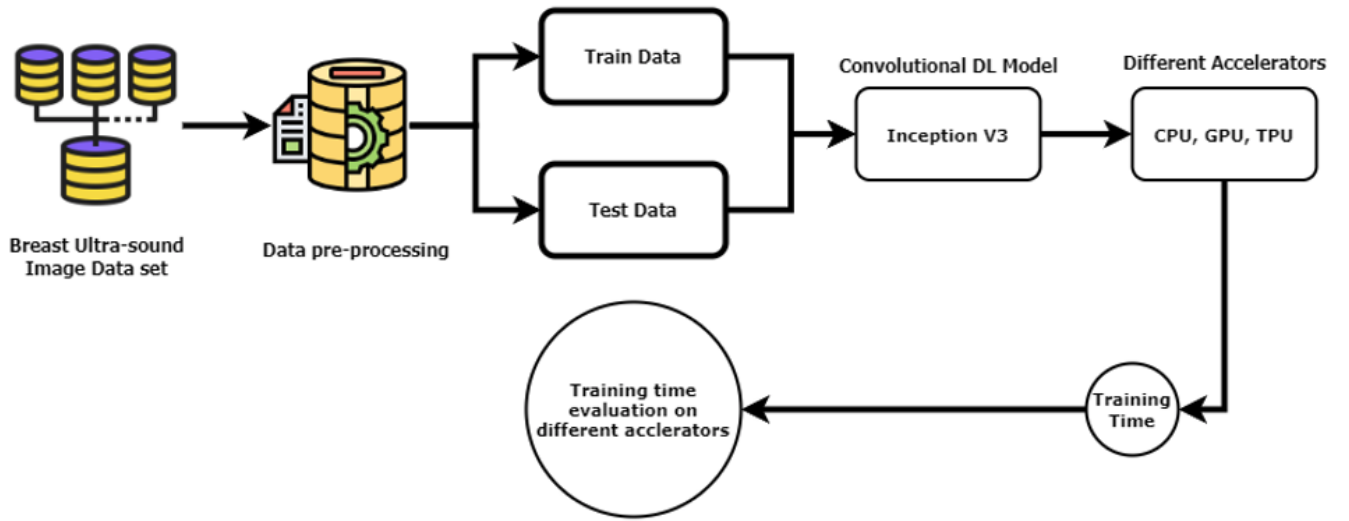 Breast Ultra-sound
Image Data set
Data pre-processing
Train Data
Test Data
Convolutional DL Model
Inception V3
Different Accelerators
CPU, GPU, TPU
Training
Time
Training time
evaluation on
different acclerators